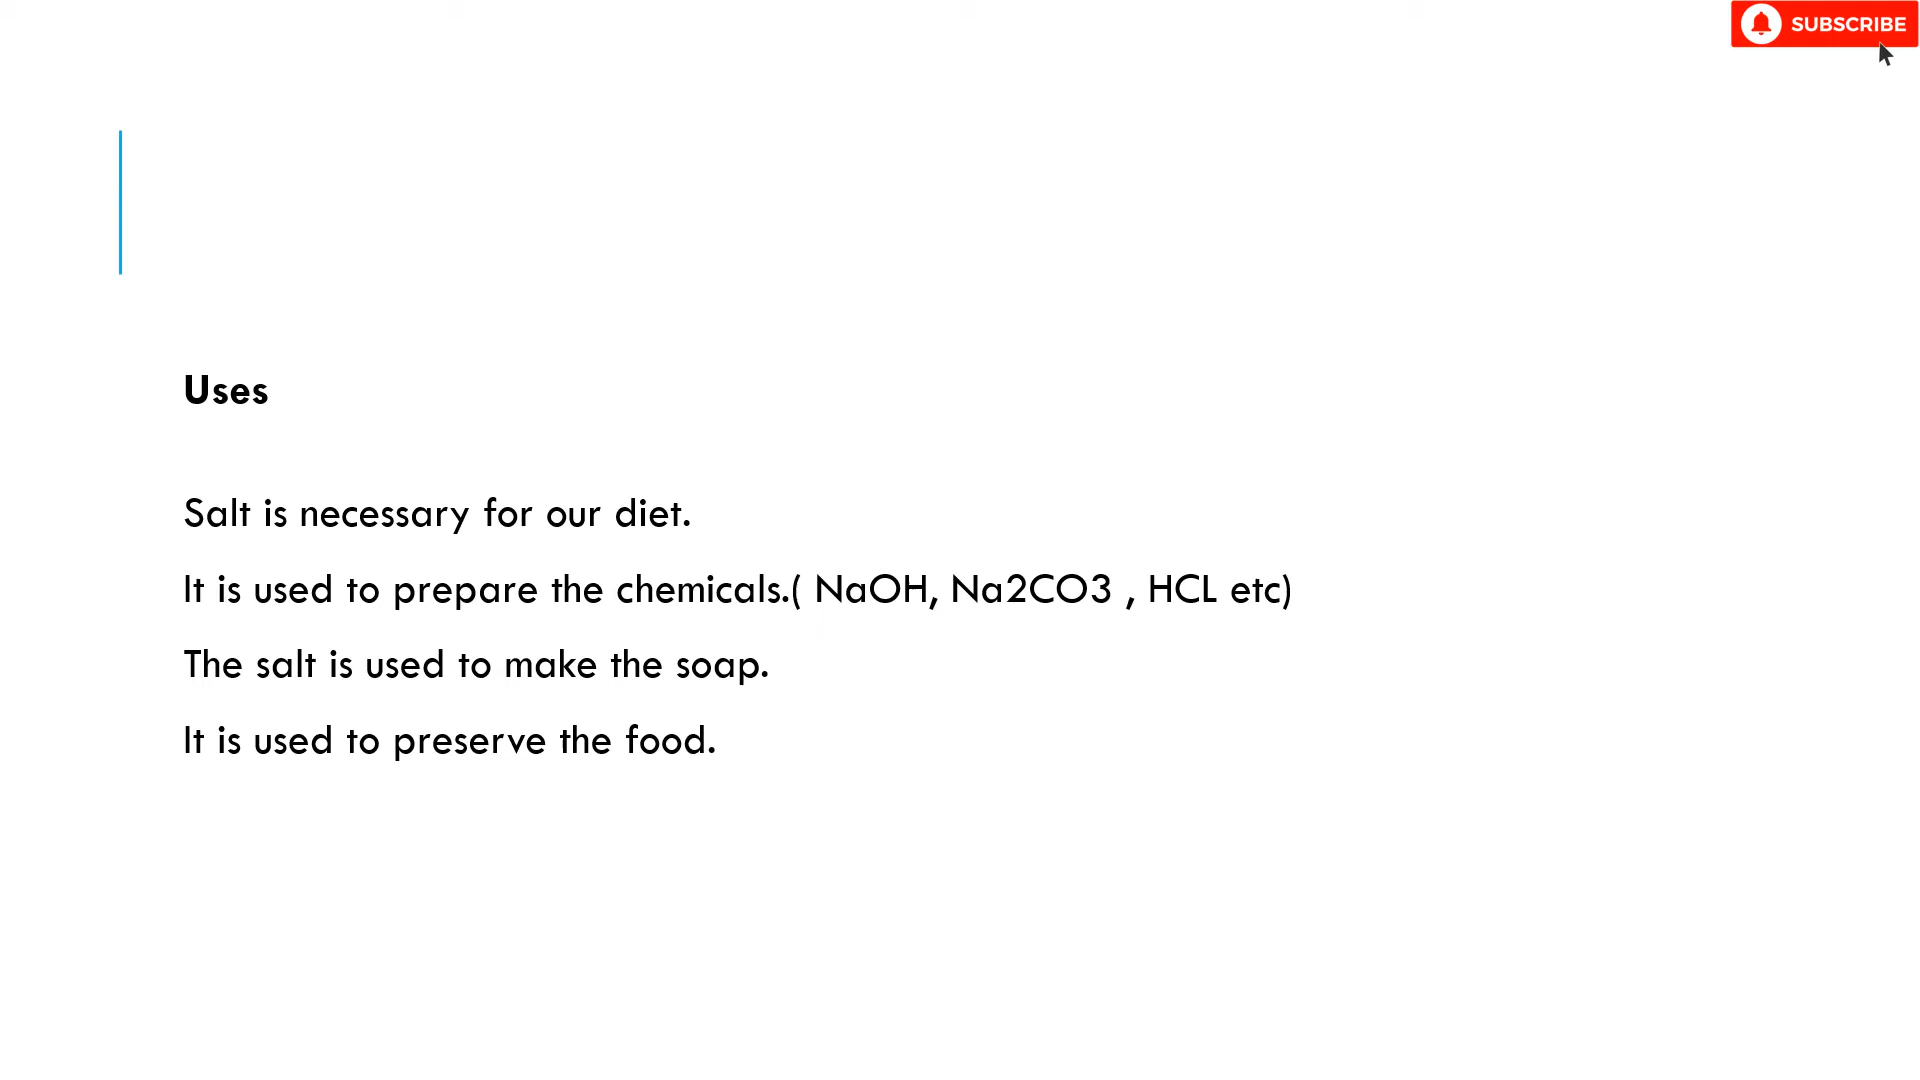 SUBSCRIBE
Uses
Salt is necessary for our diet.
It is used to prepare the chemicals.( NaOH, Na2CO3 , HCL etc)
The salt is used to make the soap.
It is used to preserve the food.